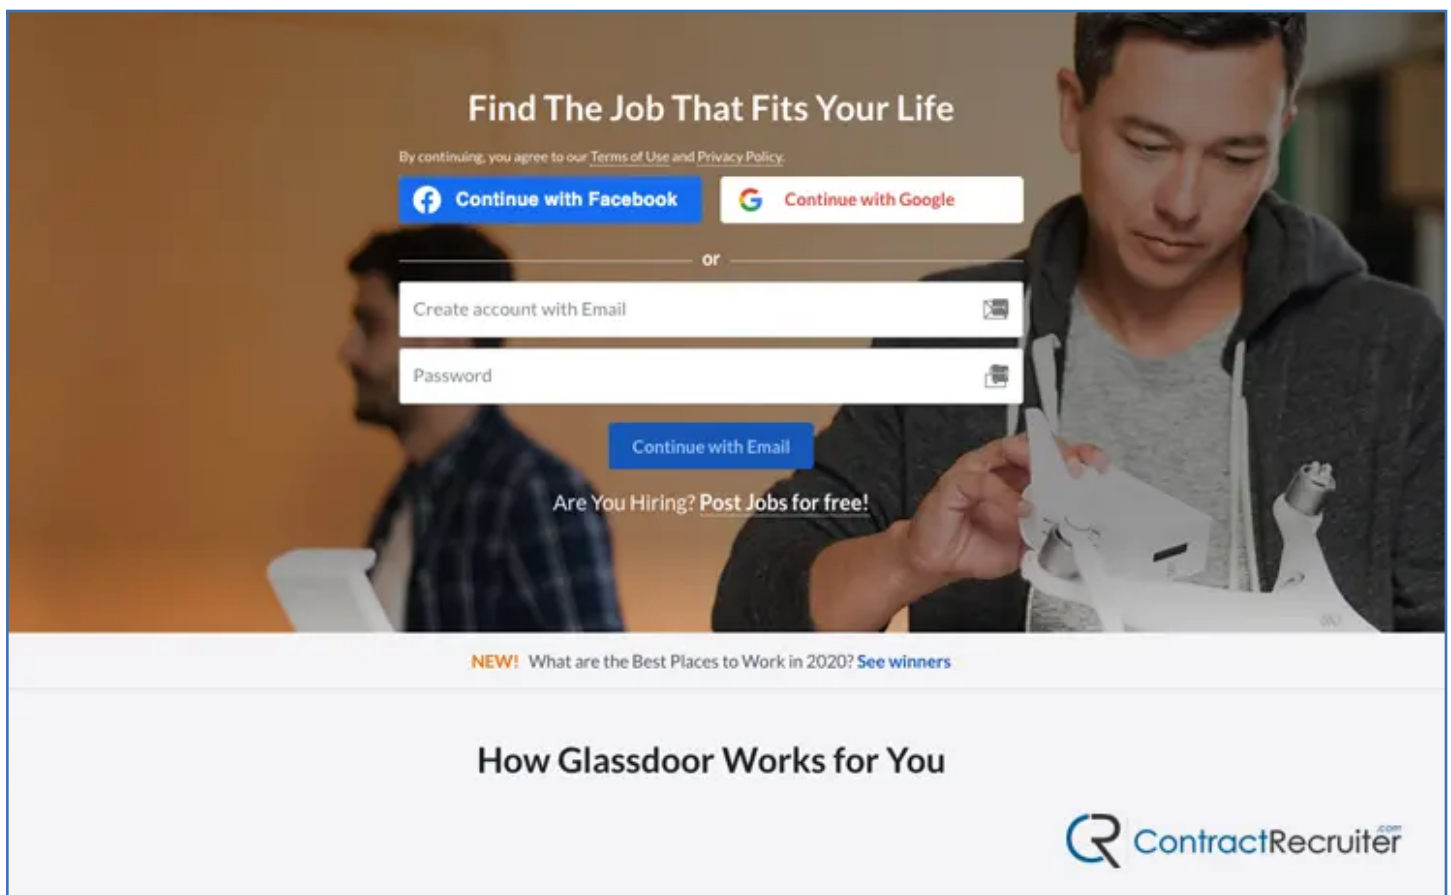 Find The Job That Fits Your Life
By continuing, you agree to our Terms of Use and Privacy Policy.
Continue with Facebook
Continue with Google
or
Create account with Email
Password
Continue with Email
Are You Hiring? Post Jobs for free!
NEW! What are the Best Places to Work in 2020? See winners
How Glassdoor Works for You
CR ContractRecruiter.com